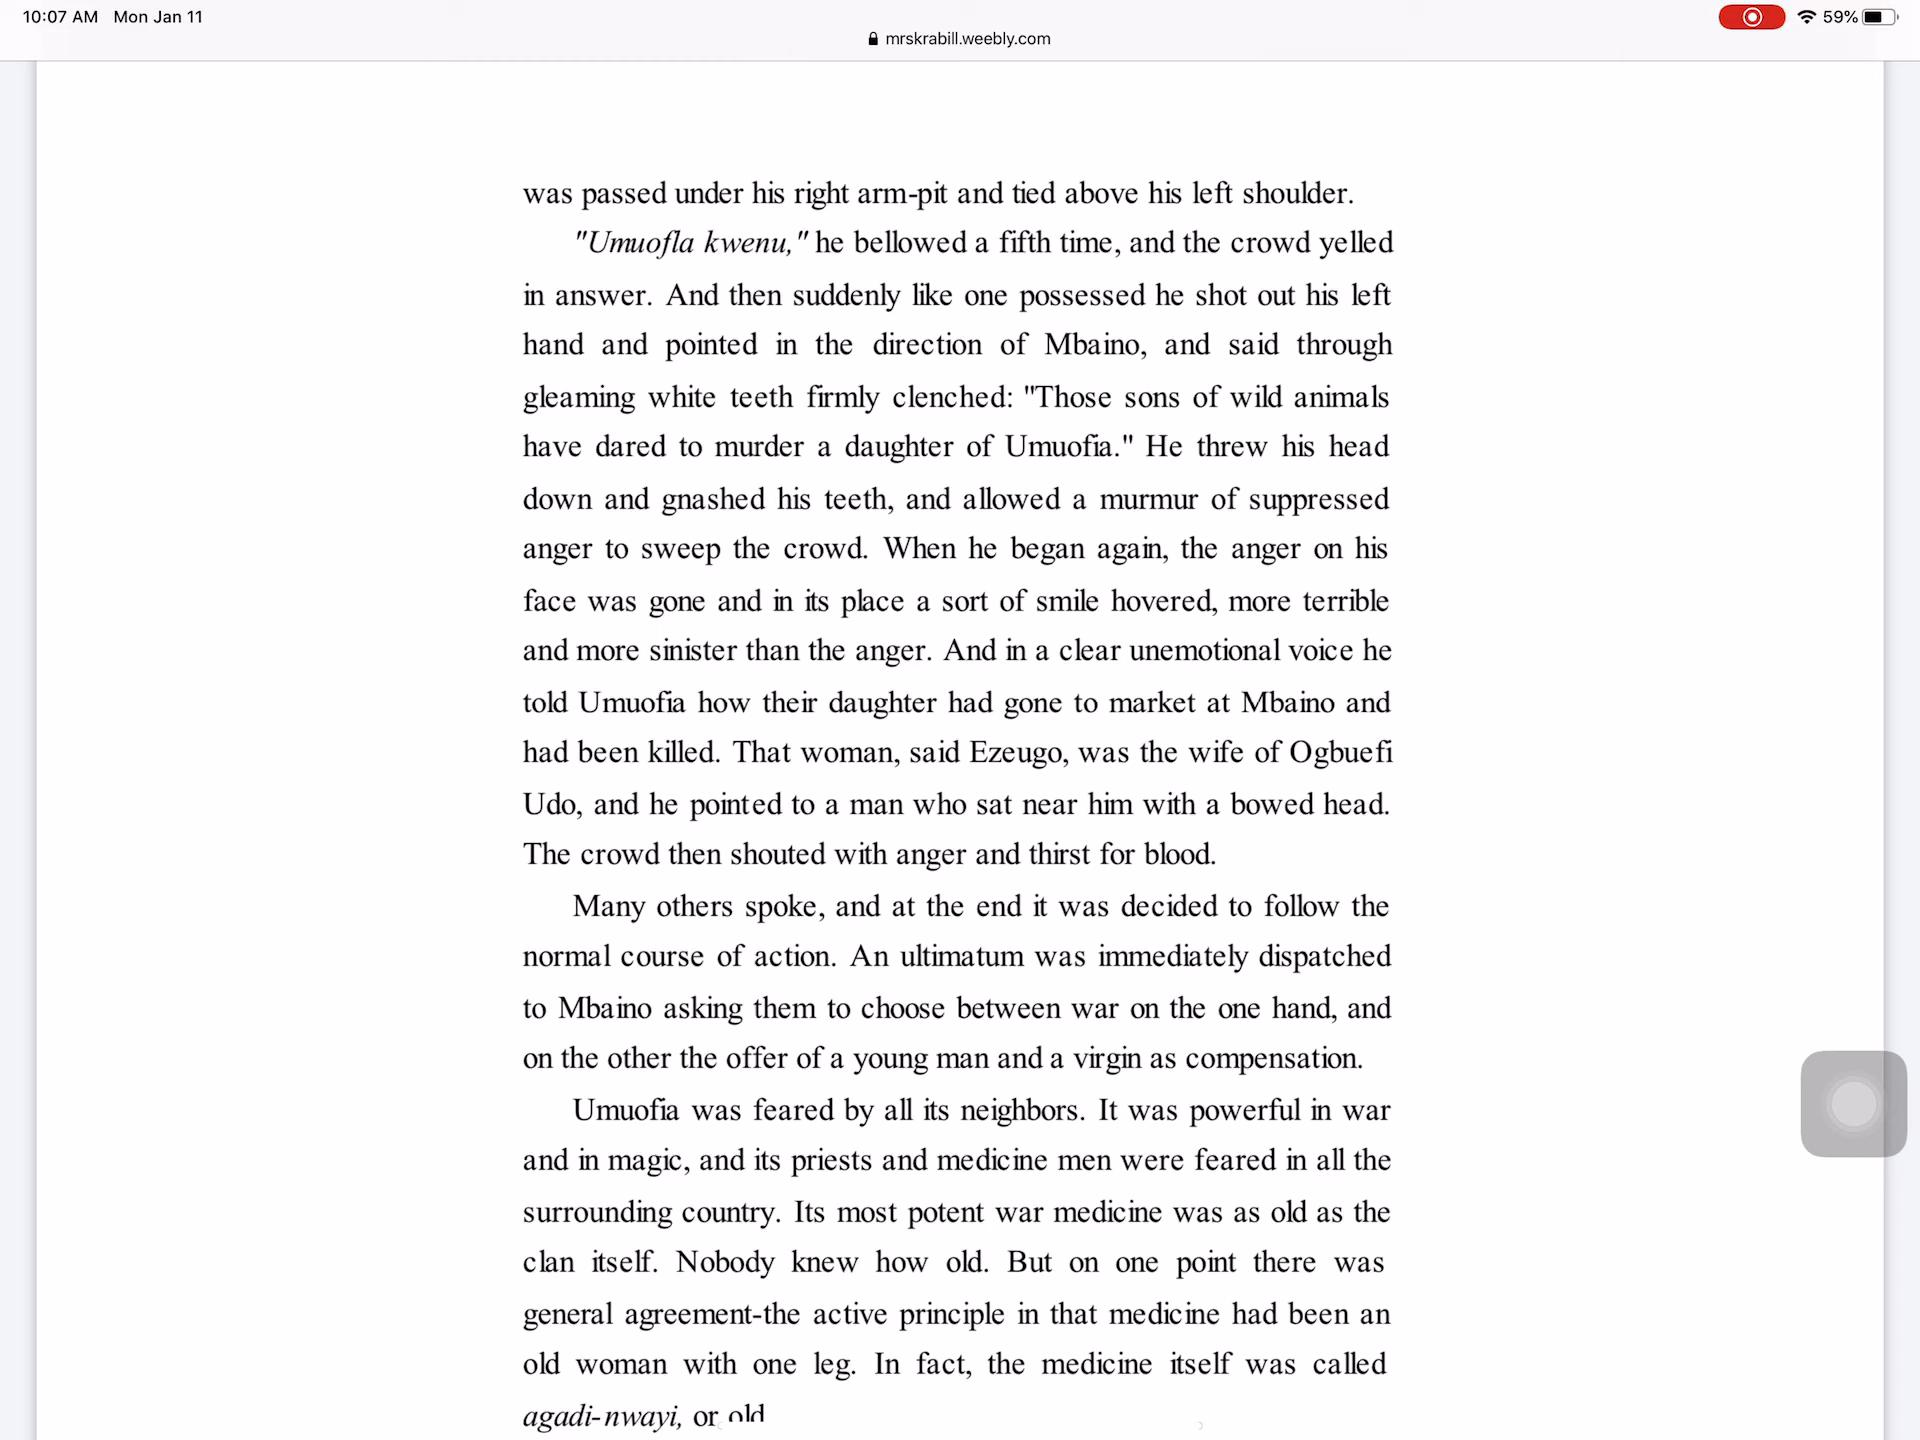 10:07 AM Mon Jan 11
59%
mrskrabill.weebly.com
was passed under his right arm-pit and tied above his left shoulder.
"Umuofla kwenu," he bellowed a fifth time, and the crowd yelled
in answer. And then suddenly like one possessed he shot out his left
hand and pointed in the direction of Mbaino, and said through
gleaming white teeth firmly clenched: "Those sons of wild animals
have dared to murder a daughter of Umuofia." He threw his head
down and gnashed his teeth, and allowed a murmur of suppressed
anger to sweep the crowd. When he began again, the anger on his
face was gone and in its place a sort of smile hovered, more terrible
and more sinister than the anger. And in a clear unemotional voice he
told Umuofia how their daughter had gone to market at Mbaino and
had been killed. That woman, said Ezeugo, was the wife of Ogbuefi
Udo, and he pointed to a man who sat near him with a bowed head.
The crowd then shouted with anger and thirst for blood.
Many others spoke, and at the end it was decided to follow the
normal course of action. An ultimatum was immediately dispatched
to Mbaino asking them to choose between war on the one hand, and
on the other the offer of a young man and a virgin as compensation.
Umuofia was feared by all its neighbors. It was powerful in war
and in magic, and its priests and medicine men were feared in all the
surrounding country. Its most potent war medicine was as old as the
clan itself. Nobody knew how old. But on one point there was
general agreement-the active principle in that medicine had been an
old woman with one leg. In fact, the medicine itself was called
agadi-nwayi, or old